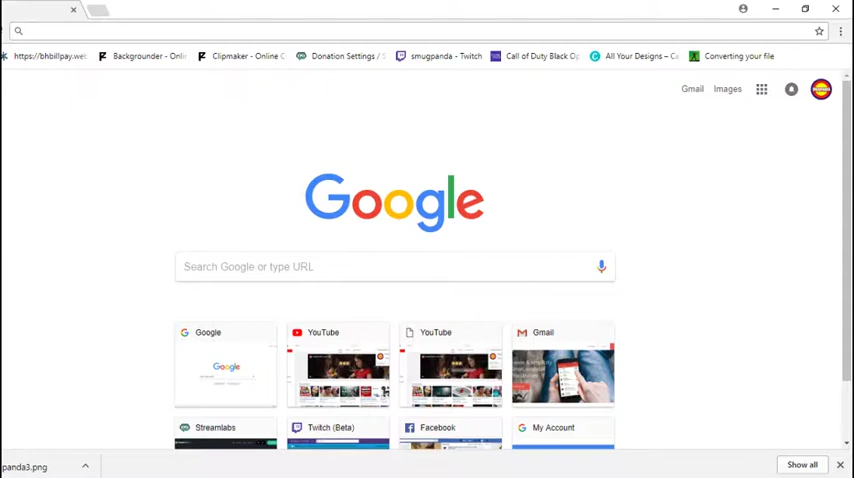 https://bhbillpay.web
Backgrounder - Onli
Clipmaker - Online C
Donation Settings / S
smugpanda - Twitch
Call of Duty Black Op
All Your Designs – Ca
Converting your file
Gmail
Images
Google
Search Google or type URL
Google
YouTube
YouTube
Gmail
Google
Streamlabs
Twitch (Beta)
Facebook
My Account
panda3.png
Show all